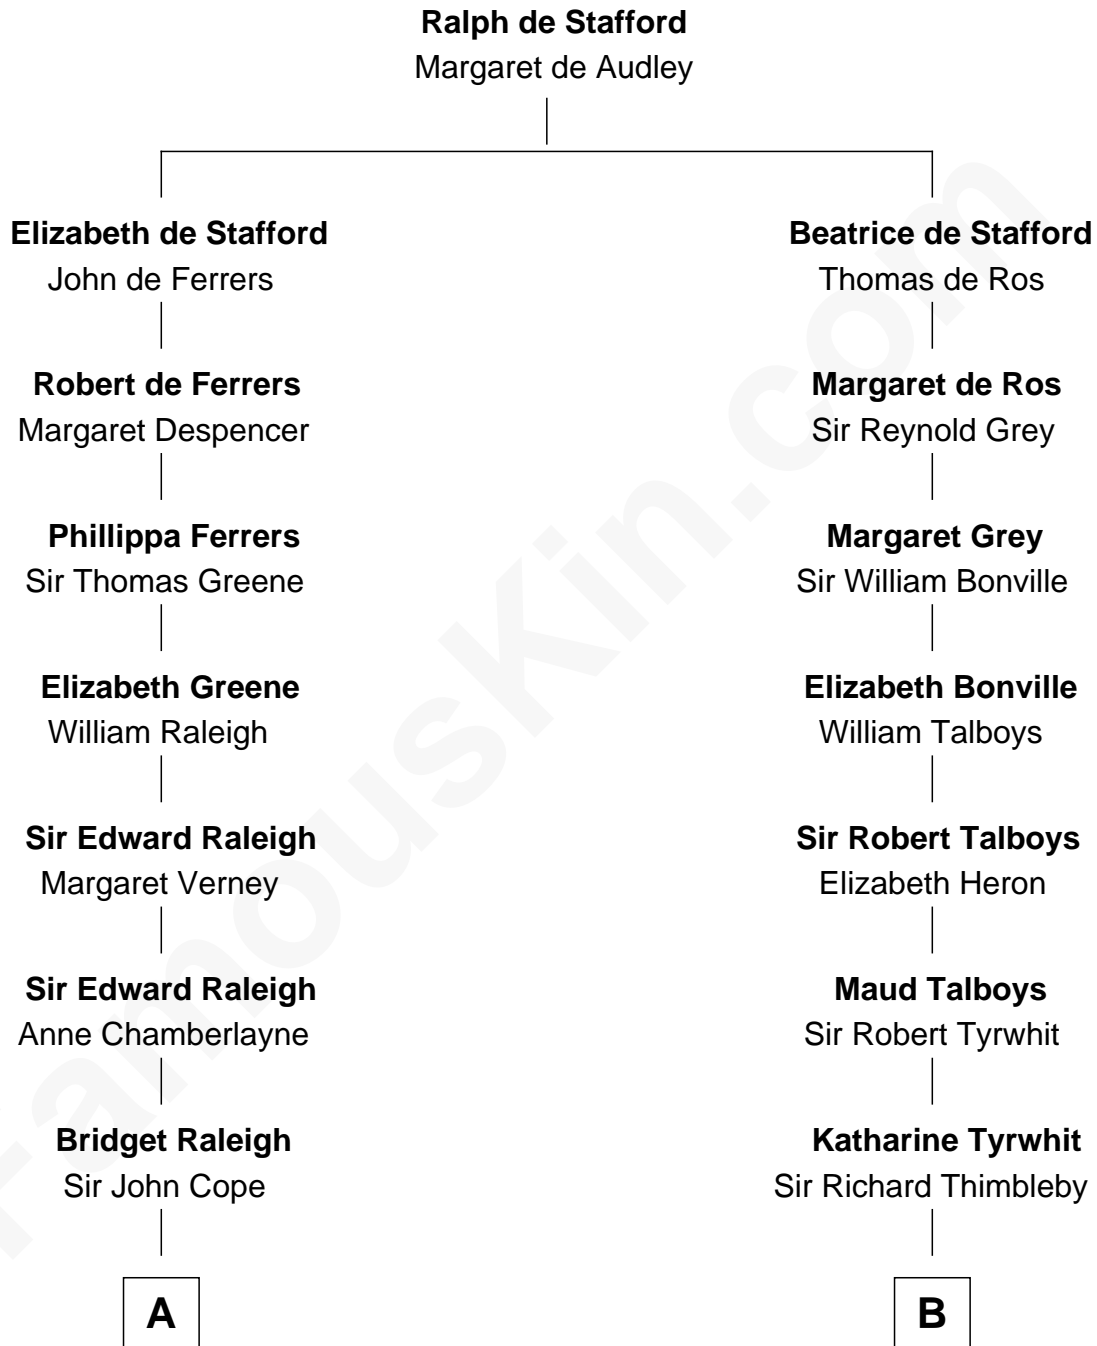 Ralph de Stafford
Margaret de Audley
Elizabeth de Stafford
John de Ferrers
Beatrice de Stafford
Thomas de Ros
Robert de Ferrers
Margaret Despencer
Margaret de Ros
Sir Reynold Grey
Phillippa Ferrers
Sir Thomas Greene
Margaret Grey
Sir William Bonville
Elizabeth Greene
William Raleigh
Elizabeth Bonville
William Talboys
Sir Edward Raleigh
Margaret Verney
Sir Robert Talboys
Elizabeth Heron
Sir Edward Raleigh
Anne Chamberlayne
Maud Talboys
Sir Robert Tyrwhit
Bridget Raleigh
Sir John Cope
Katharine Tyrwhit
Sir Richard Thimbleby
A
B
FamousKin.com